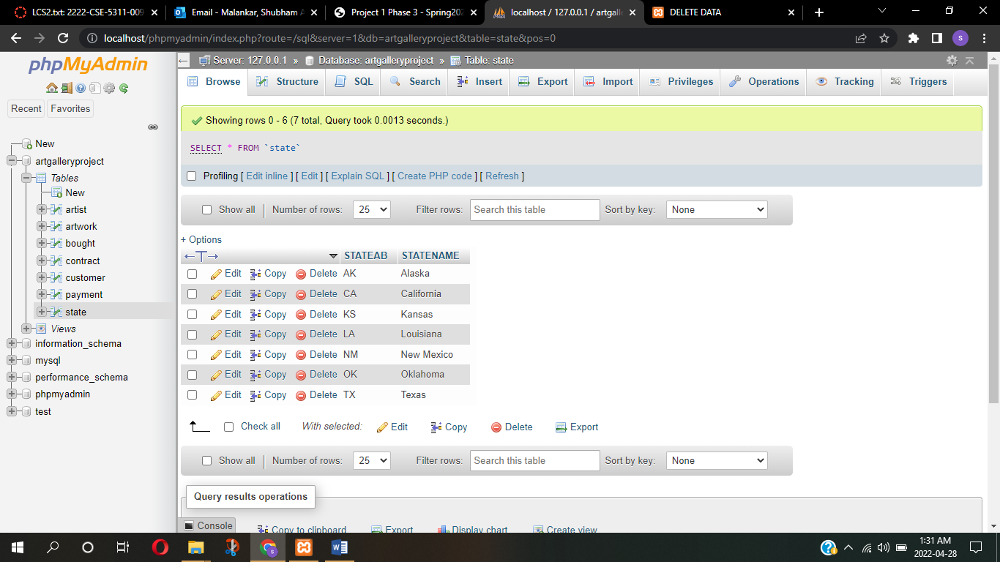 LCS2.txt: 2222-CSE-5311-009
Email - Malankar, Shubham A
Project 1 Phase 3 - Spring202
localhost / 127.0.0.1 / artgalle
DELETE DATA
localhost/phpmyadmin/index.php?route=/sql&server=1&db=artgalleryproject&table=state&pos=0
S
phpMyAdmin
Recent
Favorites
New
artgalleryproject
Tables
New
artist
artwork
bought
contract
customer
payment
state
Views
information_schema
mysql
performance_schema
phpmyadmin
test
Server: 127.0.0.1 » Database: artgalleryproject » Table: state
Browse Structure SQL Search Insert Export Import Privileges Operations Tracking Triggers
Showing rows 0 - 6 (7 total, Query took 0.0013 seconds.)
SELECT * FROM `state`
Profiling [ Edit inline ] [ Edit ] [ Explain SQL ] [ Create PHP code ] [ Refresh ]
Show all Number of rows: 25 Filter rows: Search this table Sort by key: None
+ Options
STATEAB STATENAME
Edit Copy Delete AK Alaska
Edit Copy Delete CA California
Edit Copy Delete KS Kansas
Edit Copy Delete LA Louisiana
Edit Copy Delete NM New Mexico
Edit Copy Delete OK Oklahoma
Edit Copy Delete TX Texas
Check all With selected: Edit Copy Delete Export
Show all Number of rows: 25 Filter rows: Search this table Sort by key: None
Query results operations
Console
Copy to clipboard Export Display chart Create view
1:31 AM
2022-04-28